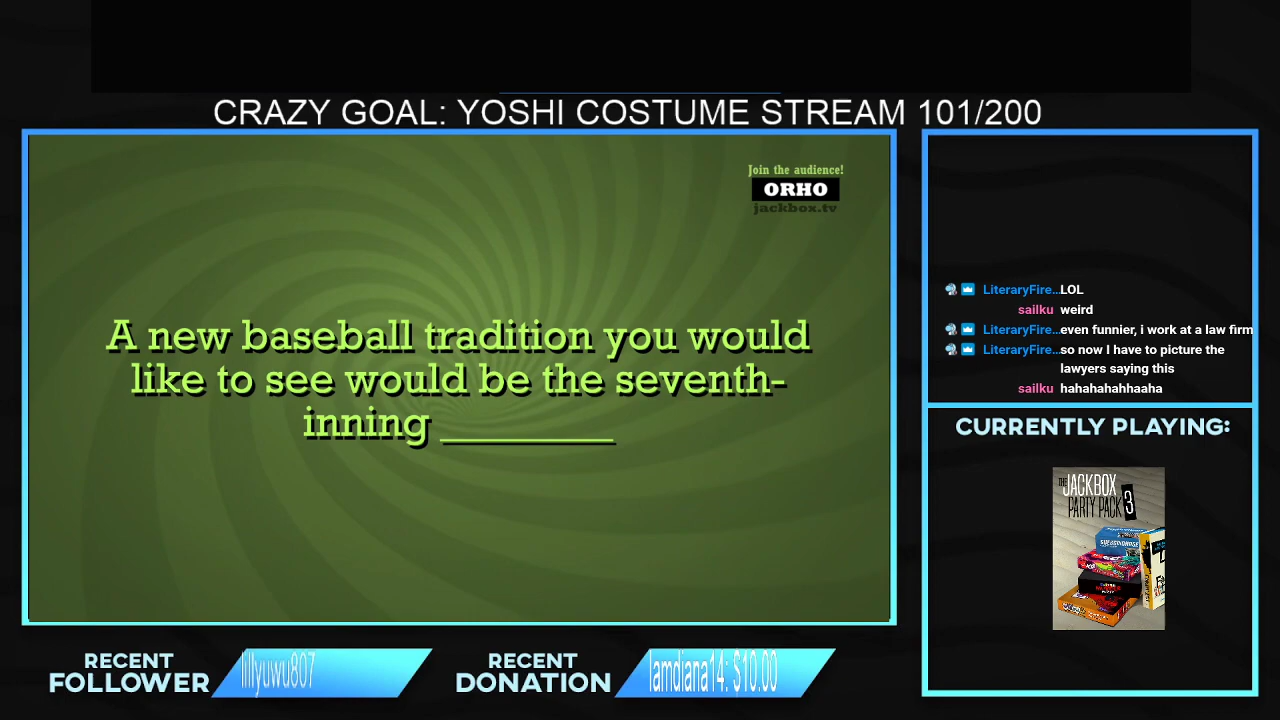 CRAZY GOAL: YOSHI COSTUME STREAM 101/200
Join the audience!
ORHO
jackbox.tv
A new baseball tradition you would
like to see would be the seventh-
inning ________
LiteraryFire... LOL
sailku weird
LiteraryFire... even funnier, i work at a law firm
LiteraryFire... so now I have to picture the
lawyers saying this
sailku hahahahahhaaha
CURRENTLY PLAYING:
THE JACKBOX
PARTY PACK 3
RECENT
FOLLOWER
lillyuwu807
RECENT
DONATION
Iamdiana14: $10.00